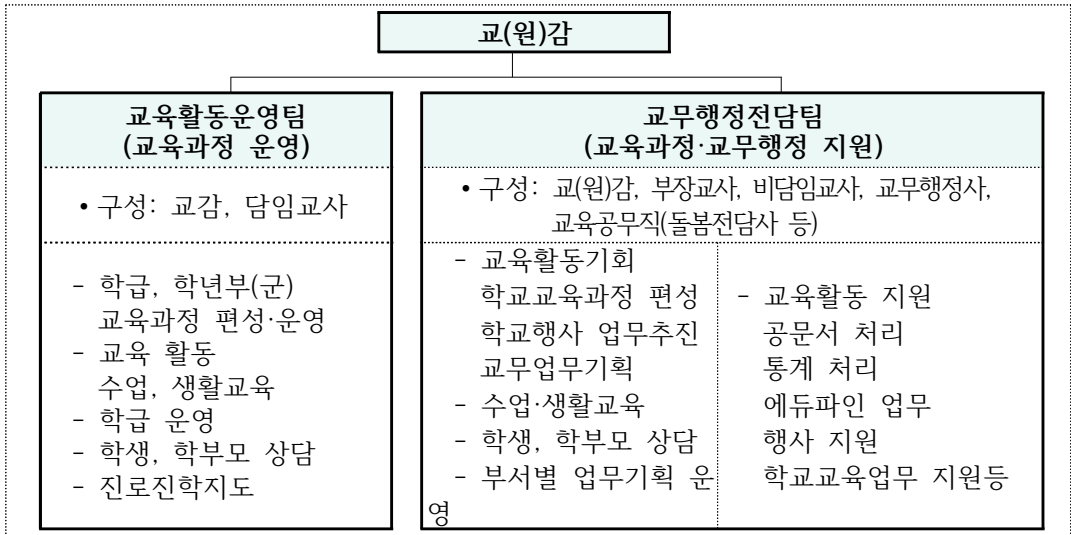 교(원)감
교육활동운영팀
(교육과정 운영)
• 구성: 교감, 담임교사
- 학급, 학년부(군)
교육과정 편성·운영
- 교육 활동
수업, 생활교육
- 학급 운영
- 학생, 학부모 상담
- 진로진학지도
교무행정전담팀
(교육과정·교무행정 지원)
• 구성: 교(원)감, 부장교사, 비담임교사, 교무행정사,
교육공무직(돌봄전담사 등)
- 교육활동기회
학교교육과정 편성
학교행사 업무추진
교무업무기획
- 수업·생활교육
- 학생, 학부모 상담
- 부서별 업무기획 운
영
- 교육활동 지원
공문서 처리
통계 처리
에듀파인 업무
행사 지원
학교교육업무 지원등